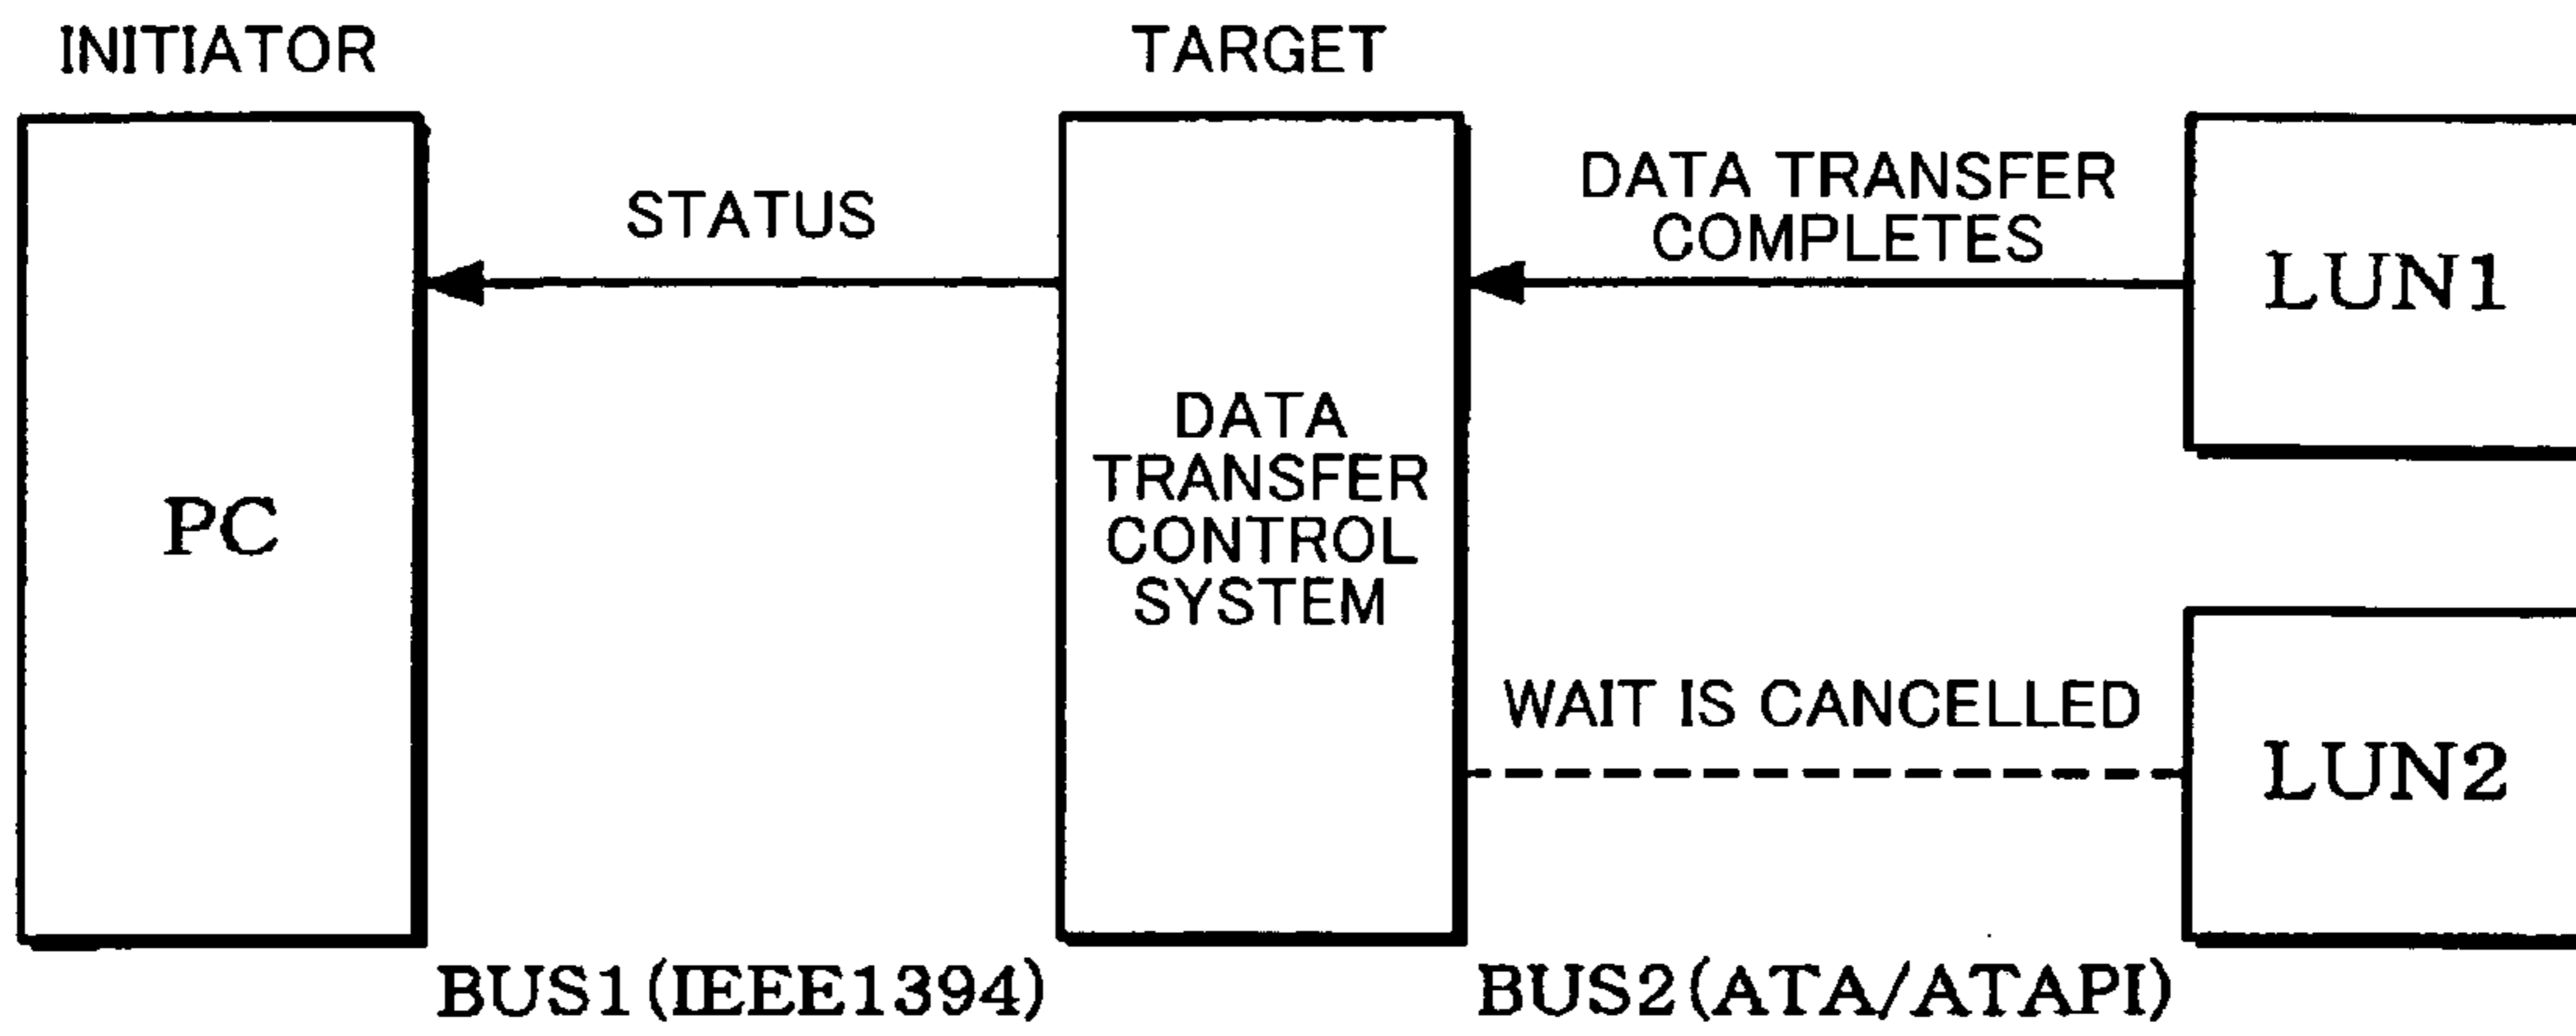 INITIATOR
TARGET
STATUS
DATA TRANSFER
COMPLETES
LUN1
PC
DATA
TRANSFER
CONTROL
SYSTEM
WAIT IS CANCELLED
LUN2
BUS1(IEEE1394)
BUS2(ATA/ATAPI)